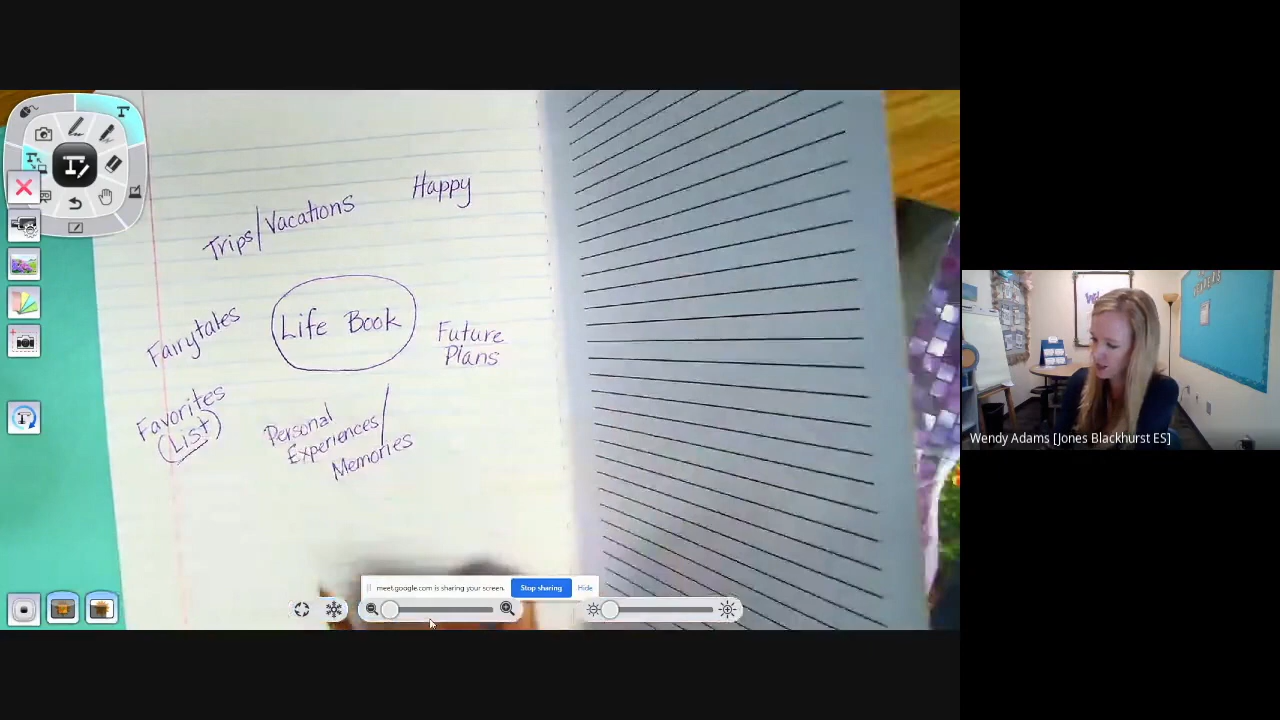 Happy
Trips/Vacations
Life Book
Fairytales
Future
Plans
Favorites
(List)
Personal
Experiences/
Memories
meet.google.com is sharing your screen.
Stop sharing
Hide
Wendy Adams [Jones Blackhurst ES]